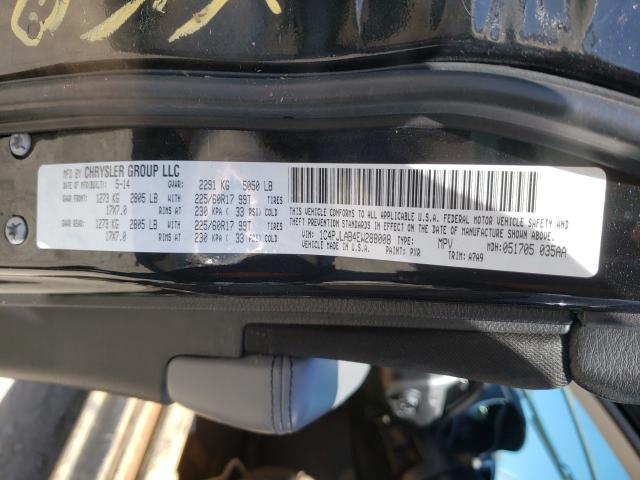 MFD BY CHRYSLER GROUP LLC
DATE OF MFR/BUILT: 5-14 GVWR: 2291 KG 5050 LB
GAWR FRONT: 1273 KG 2805 LB WITH 225/60R17 99T TIRES
17X7.0 RIMS AT 230 KPA ( 33 PSI) COLD
GAWR REAR: 1273 KG 2805 LB WITH 225/60R17 99T TIRES
17X7.0 RIMS AT 230 KPA ( 33 PSI) COLD
THIS VEHICLE CONFORMS TO ALL APPLICABLE U.S.A. FEDERAL MOTOR VEHICLE SAFETY AND
THEFT PREVENTION STANDARDS IN EFFECT ON THE DATE OF MANUFACTURE SHOWN ABOVE.
VIN: 1C4PJLAB4EW288008 TYPE: MPV MDH: 051705 035AA
MADE IN U.S.A. PAINT: PXR TRIM: A7A9